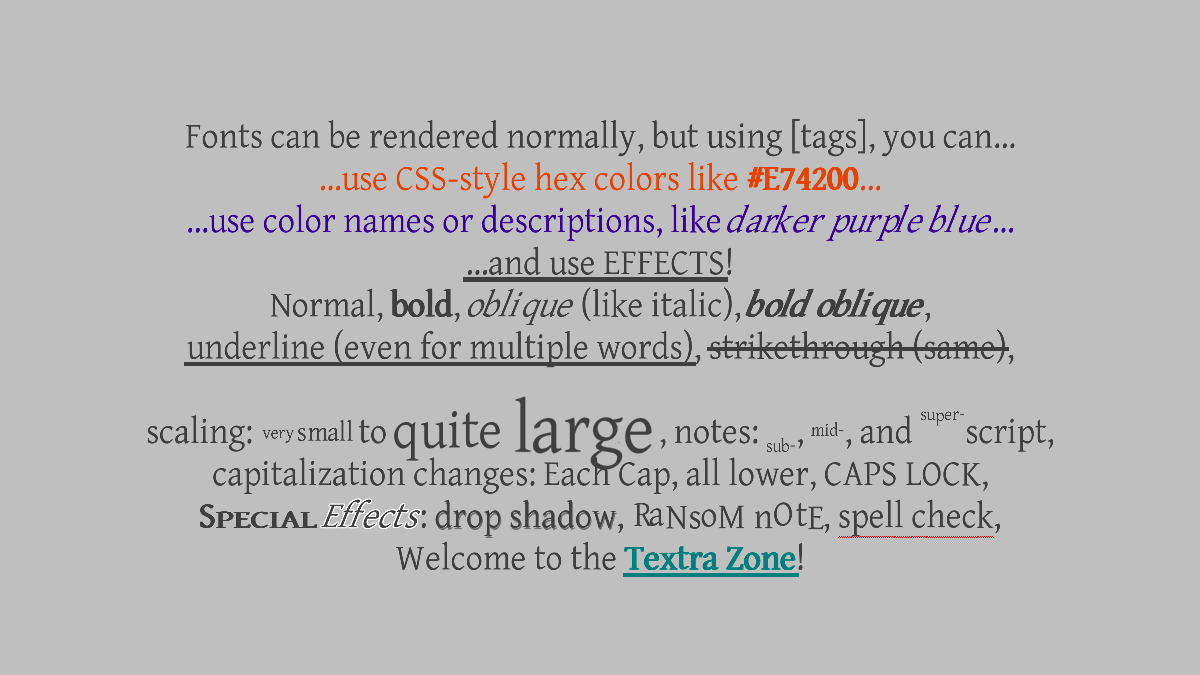 Fonts can be rendered normally, but using [tags], you can...
...use CSS-style hex colors like #E74200...
...use color names or descriptions, like darker purple blue...
...and use EFFECTS!
Normal, bold, oblique (like italic), bold oblique,
underline (even for multiple words), strikethrough (same),
scaling: very small to quite large, notes: sub-, mid-, and super-script,
capitalization changes: Each Cap, all lower, CAPS LOCK,
SPECIAL Effects: drop shadow, RaNsoM nOtE, spell check,
Welcome to the Textra Zone!